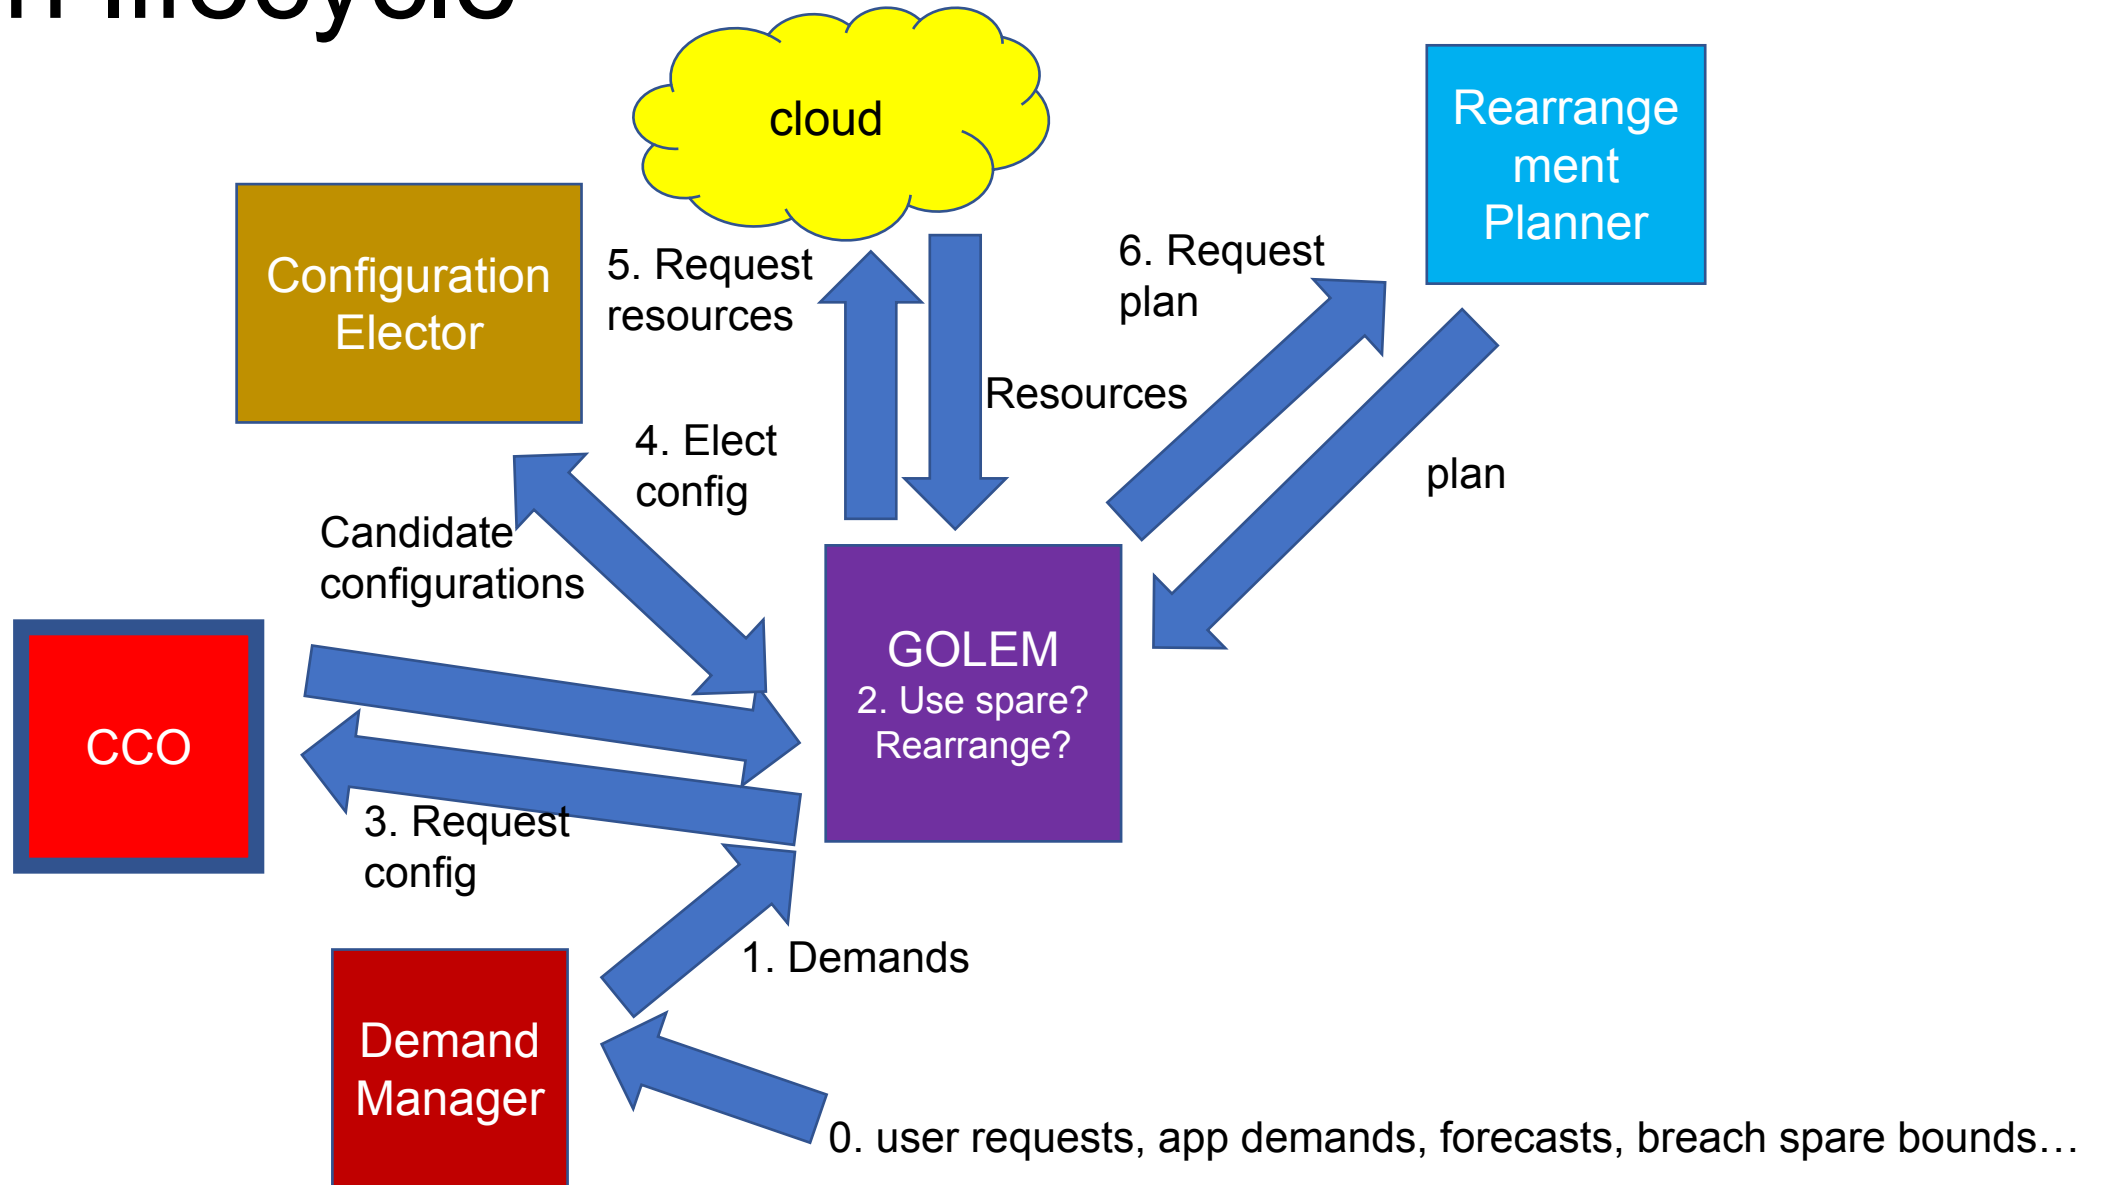 lifecycle
cloud
Rearrange
ment
Planner
Configuration
Elector
5. Request
resources
6. Request
plan
Resources
4. Elect
config
plan
Candidate
configurations
GOLEM
2. Use spare?
Rearrange?
CCO
3. Request
config
1. Demands
Demand
Manager
0. user requests, app demands, forecasts, breach spare bounds…